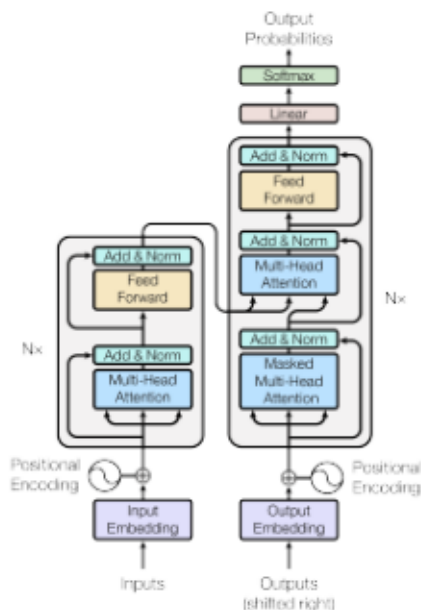 Output
Probabilities
Softmax
Linear
Add & Norm
Feed
Forward
Add & Norm
Multi-Head
Attention
Add & Norm
Masked
Multi-Head
Attention
Nx
Add & Norm
Feed
Forward
Add & Norm
Multi-Head
Attention
Nx
Positional
Encoding
Positional
Encoding
Input
Embedding
Output
Embedding
Inputs
Outputs
(shifted right)